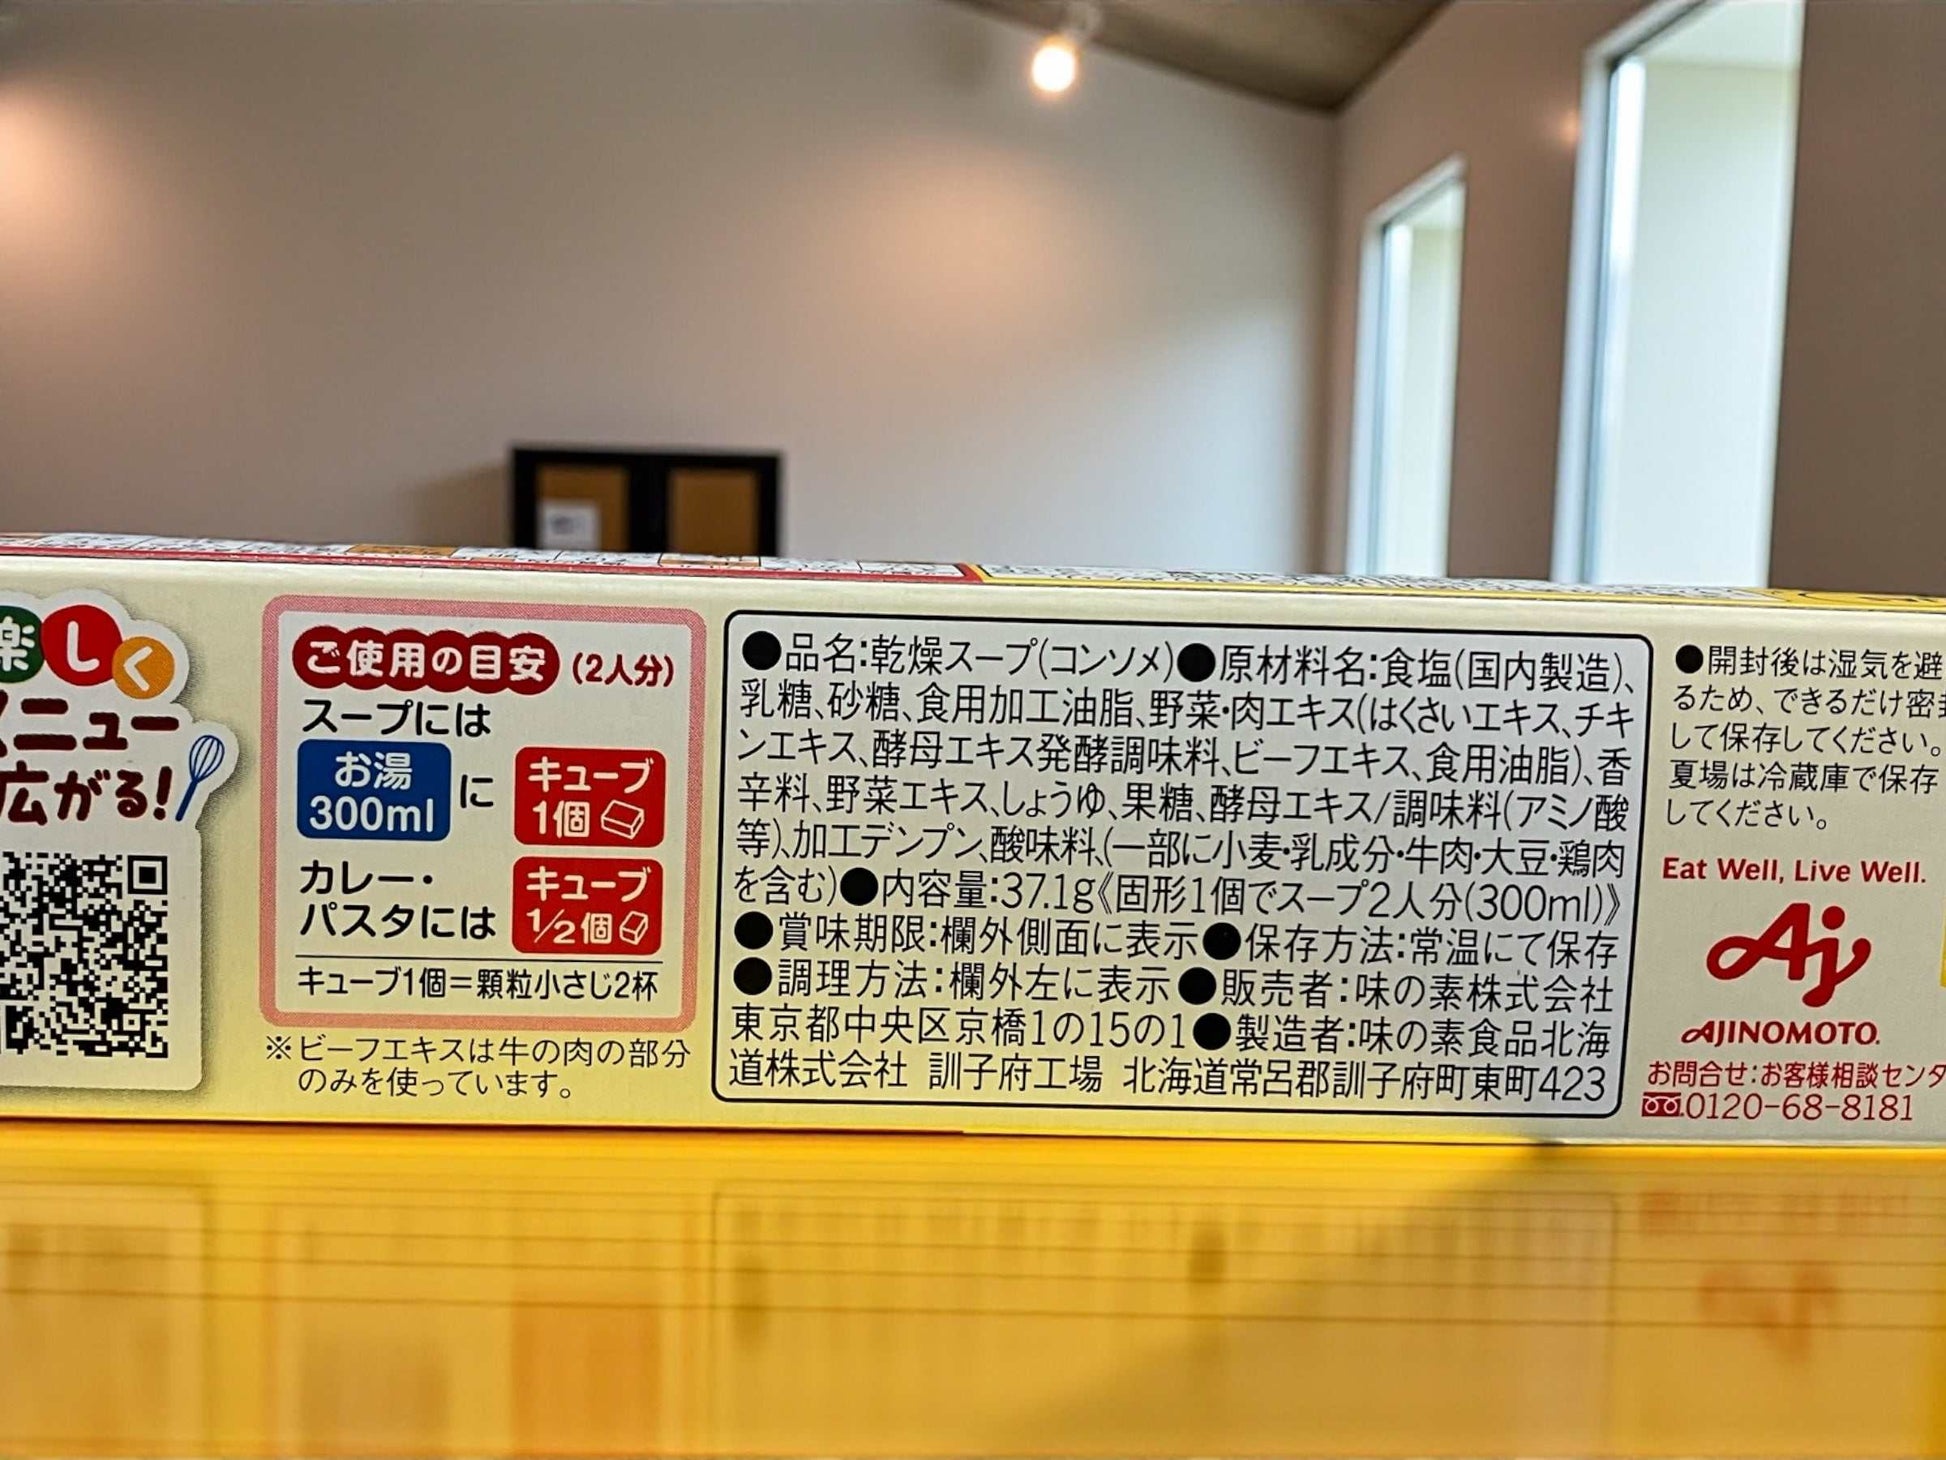 楽しく
メニュー
広がる!
ご使用の目安(2人分)
スープには
お湯
300ml
に
キューブ
1個
カレー・
パスタには
キューブ
1/2個
キューブ1個=顆粒小さじ2杯
※ビーフエキスは牛の肉の部分
のみを使っています。
●品名:乾燥スープ(コンソメ)●原材料名:食塩(国内製造)、
乳糖、砂糖、食用加工油脂、野菜・肉エキス(はくさいエキス、チキ
ンエキス、酵母エキス発酵調味料、ビーフエキス、食用油脂)、香
辛料、野菜エキス、しょうゆ、果糖、酵母エキス/調味料(アミノ酸
等)、加工デンプン、酸味料、(一部に小麦・乳成分・牛肉・大豆・鶏肉
を含む)●内容量:37.1g《固形1個でスープ2人分(300ml)》
●賞味期限:欄外側面に表示●保存方法:常温にて保存
●調理方法:欄外左に表示●販売者:味の素株式会社
東京都中央区京橋1の15の1●製造者:味の素食品北海
道株式会社 訓子府工場 北海道常呂郡訓子府町東町423
●開封後は湿気を避
るため、できるだけ密封
して保存してください。
夏場は冷蔵庫で保存
してください。
Eat Well, Live Well.
Aj
AJINOMOTO.
お問合せ:お客様相談センタ
0120-68-8181